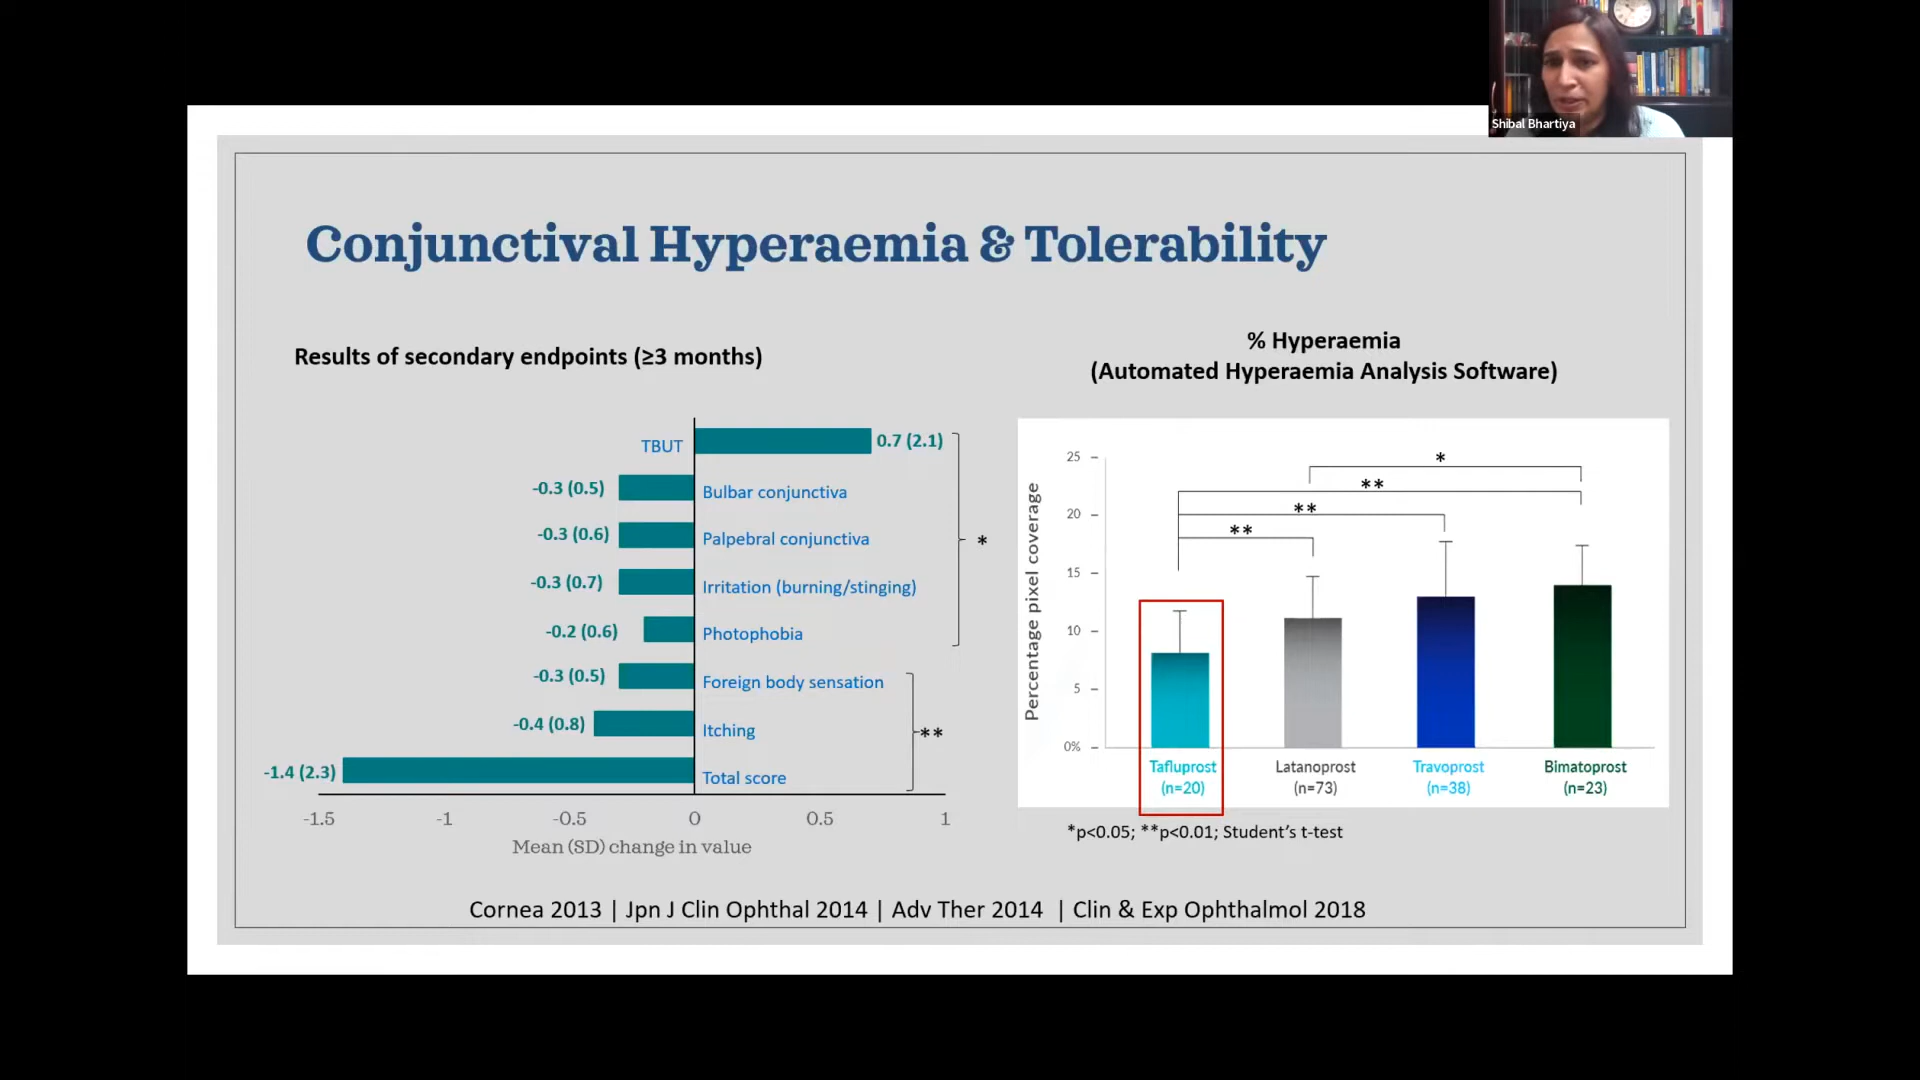 Shibal Bhartiya
Conjunctival Hyperaemia & Tolerability
Results of secondary endpoints (≥3 months)
TBUT 0.7 (2.1)
-0.3 (0.5) Bulbar conjunctiva
-0.3 (0.6) Palpebral conjunctiva
*
-0.3 (0.7) Irritation (burning/stinging)
-0.2 (0.6) Photophobia
-0.3 (0.5) Foreign body sensation
-0.4 (0.8) Itching
**
-1.4 (2.3) Total score
-1.5 -1 -0.5 0 0.5 1
Mean (SD) change in value
% Hyperaemia
(Automated Hyperaemia Analysis Software)
Percentage pixel coverage
25
20
15
10
5
0%
*
**
**
**
Tafluprost Latanoprost Travoprost Bimatoprost
(n=20) (n=73) (n=38) (n=23)
*p<0.05; **p<0.01; Student's t-test
Cornea 2013 | Jpn J Clin Ophthal 2014 | Adv Ther 2014 | Clin & Exp Ophthalmol 2018